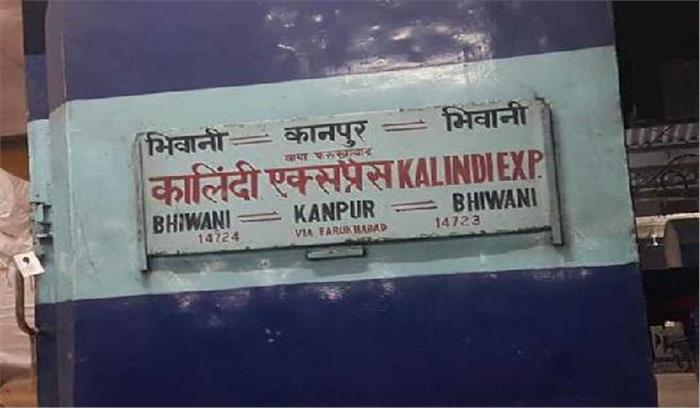 भिवानी ⇌ कानपुर ⇌ भिवानी
वाया फरुखाबाद
कालिंदी एक्सप्रेस KALINDI EXP.
BHIWANI ⇌ KANPUR ⇌ BHIWANI
14724 VIA FARUKHABAD 14723